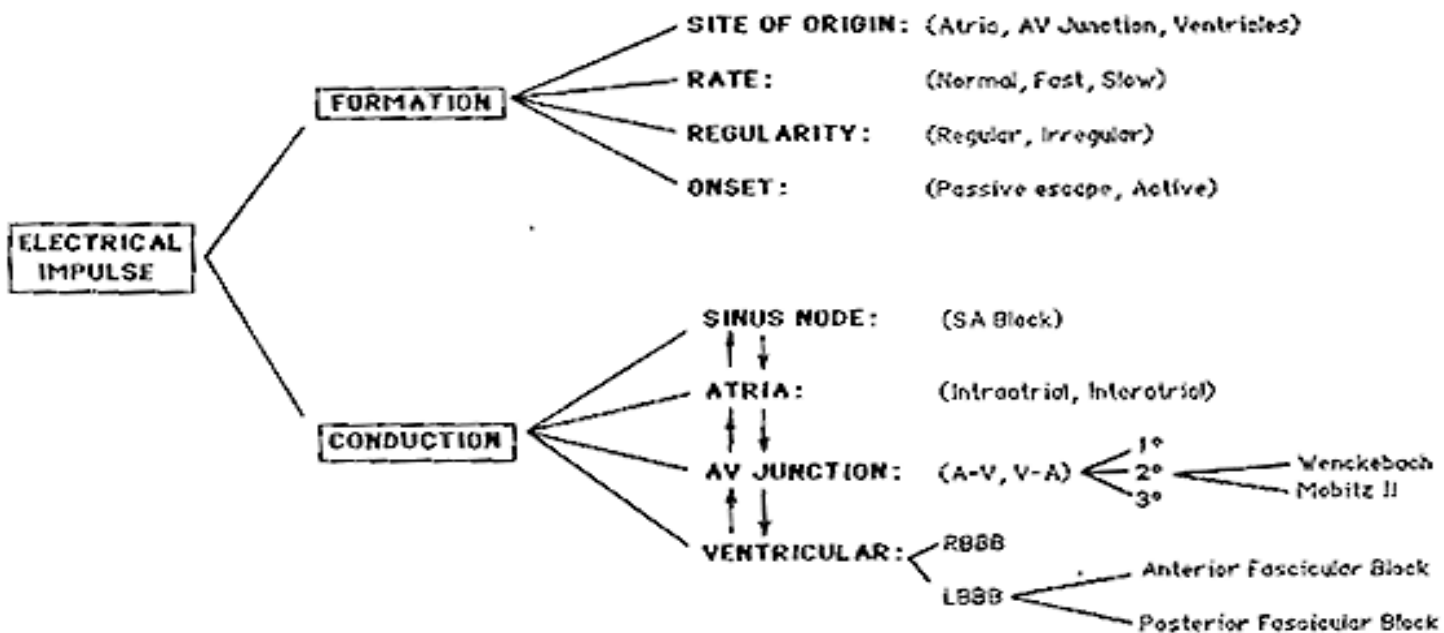 SITE OF ORIGIN: (Atria, AV Junction, Ventricles)
FORMATION
RATE: (Normal, Fast, Slow)
REGULARITY: (Regular, Irregular)
ONSET: (Passive escape, Active)
ELECTRICAL
IMPULSE
SINUS NODE: (SA Block)
ATRIA: (Intraatrial, Interatrial)
CONDUCTION
AV JUNCTION: (A-V, V-A)
1°
2°
3°
Wenckebach
Mobitz II
VENTRICULAR:
RBBB
LBBB
Anterior Fascicular Block
Posterior Fascicular Block